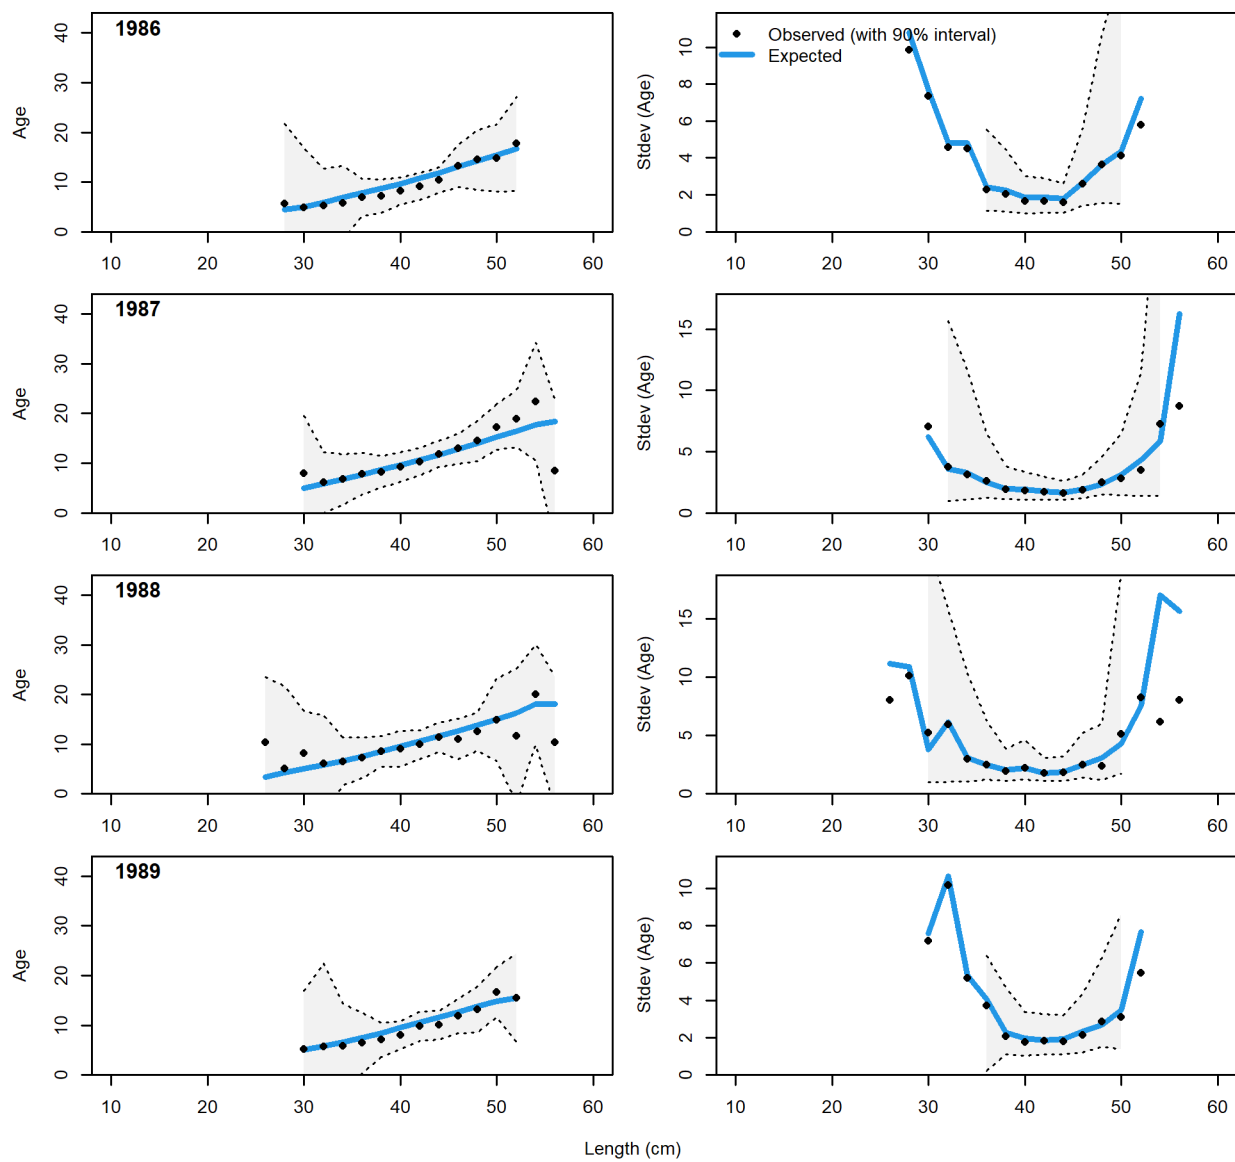 1986
Age
0 10 20 30 40
10 20 30 40 50 60
Observed (with 90% interval)
Expected
Stdev (Age)
0 2 4 6 8 10
10 20 30 40 50 60
1987
Age
0 10 20 30 40
10 20 30 40 50 60
Stdev (Age)
0 5 10 15
10 20 30 40 50 60
1988
Age
0 10 20 30 40
10 20 30 40 50 60
Stdev (Age)
0 5 10 15
10 20 30 40 50 60
1989
Age
0 10 20 30 40
10 20 30 40 50 60
Stdev (Age)
0 2 4 6 8 10
10 20 30 40 50 60
Length (cm)